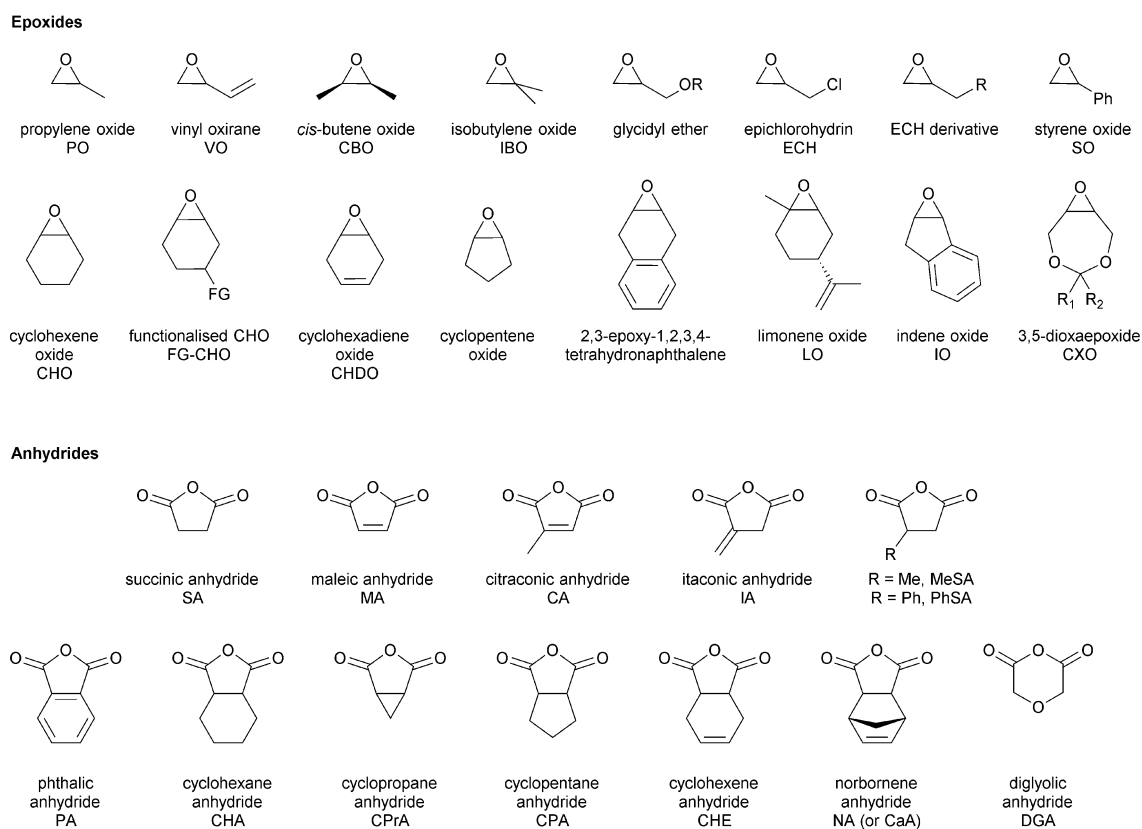 Epoxides
O O O O O O O O
OR Cl R Ph
propylene oxide vinyl oxirane cis-butene oxide isobutylene oxide glycidyl ether epichlorohydrin ECH derivative styrene oxide
PO VO CBO IBO ECH SO
O O O O O O O O
O O
FG R1 R2
cyclohexene functionalised CHO cyclohexadiene cyclopentene 2,3-epoxy-1,2,3,4- limonene oxide indene oxide 3,5-dioxaepoxide
oxide FG-CHO oxide oxide tetrahydronaphthalene LO IO CXO
CHO CHDO
Anhydrides
O O O O O O O O O O O O O O O
R
succinic anhydride maleic anhydride citraconic anhydride itaconic anhydride R = Me, MeSA
SA MA CA IA R = Ph, PhSA
O O O O O O O O O O O O O O O O O O O O O
O
phthalic cyclohexane cyclopropane cyclopentane cyclohexene norbornene diglyolic
anhydride anhydride anhydride anhydride anhydride anhydride anhydride
PA CHA CPrA CPA CHE NA (or CaA) DGA